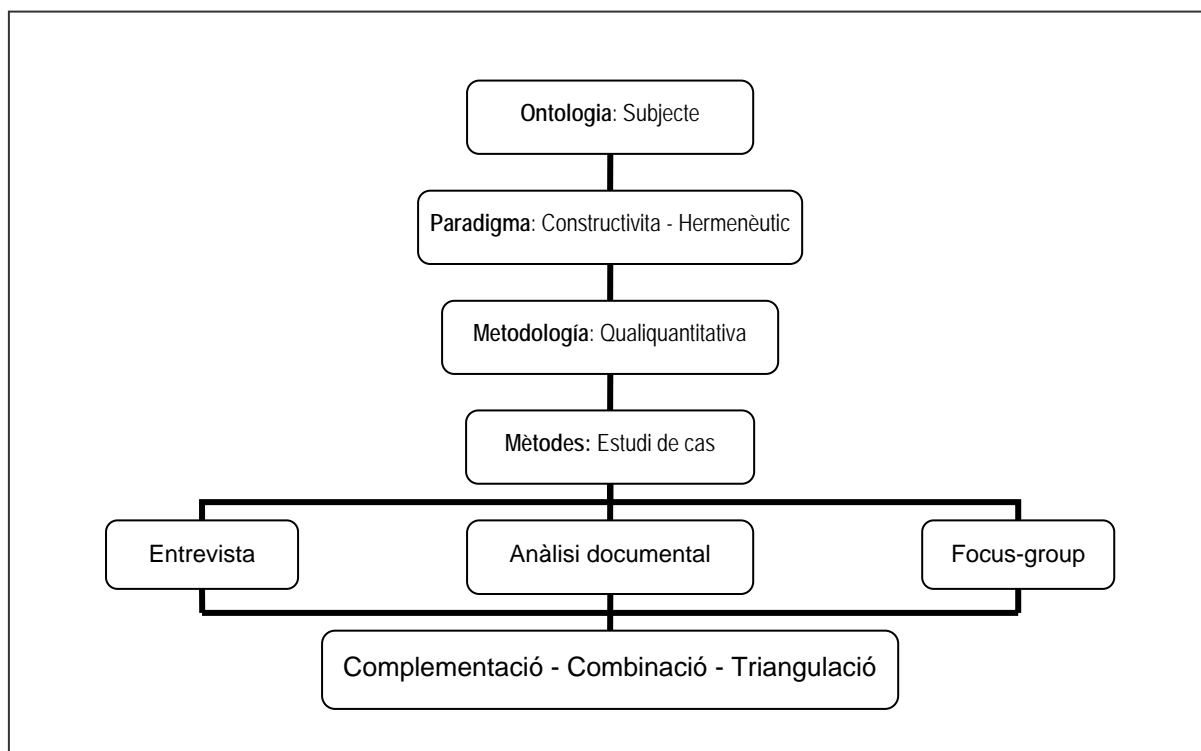 Ontologia: Subjecte
Paradigma: Constructivita - Hermenèutic
Metodología: Qualiquantitativa
Mètodes: Estudi de cas
Entrevista
Anàlisi documental
Focus-group
Complementació - Combinació - Triangulació